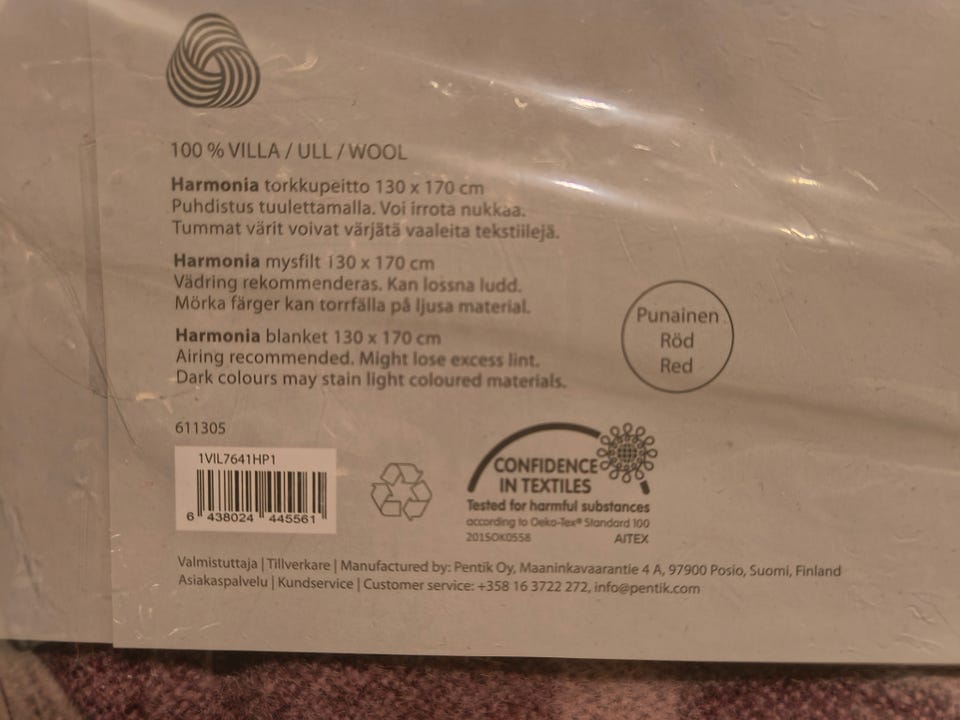 100 % VILLA / ULL / WOOL
Harmonia torkkupeitto 130 x 170 cm
Puhdistus tuulettamalla. Voi irrota nukkaa.
Tummat värit voivat värjätä vaaleita tekstiilejä.
Harmonia mysfilt 130 x 170 cm
Vädring rekommenderas. Kan lossna ludd.
Mörka färger kan torrfälla på ljusa material.
Harmonia blanket 130 x 170 cm
Airing recommended. Might lose excess lint.
Dark colours may stain light coloured materials.
Punainen
Röd
Red
611305
1VIL7641HP1
6 438024 445561
CONFIDENCE
IN TEXTILES
Tested for harmful substances
according to Oeko-Tex® Standard 100
2015OK0558 AITEX
Valmistuttaja | Tillverkare | Manufactured by: Pentik Oy, Maaninkavaarantie 4 A, 97900 Posio, Suomi, Finland
Asiakaspalvelu | Kundservice | Customer service: +358 16 3722 272, info@pentik.com